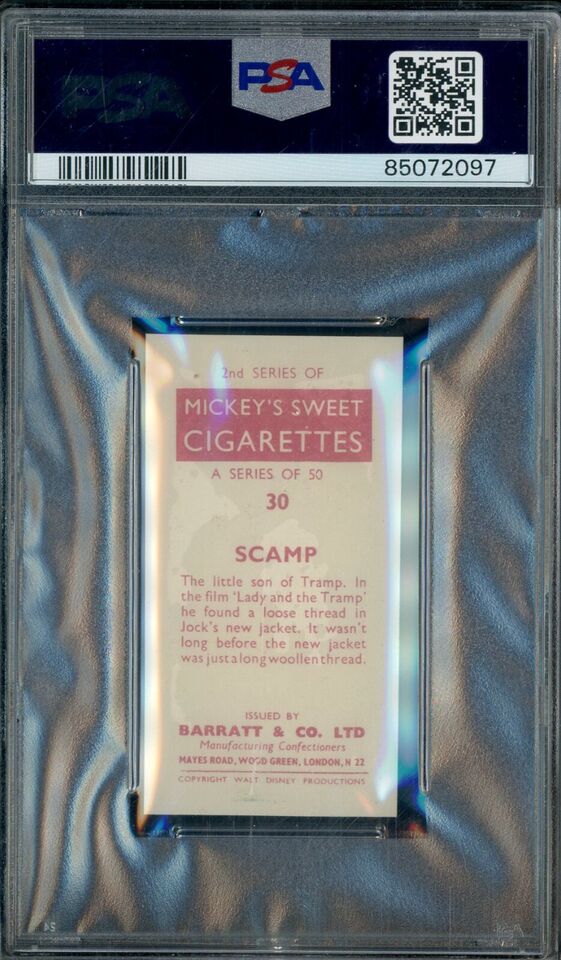 PSA
PSA
85072097
2nd SERIES OF
MICKEY'S SWEET
CIGARETTES
A SERIES OF 50
30
SCAMP
The little son of Tramp. In
the film 'Lady and the Tramp'
he found a loose thread in
Jock's new jacket. It wasn't
long before the new jacket
was just a long woollen thread.
ISSUED BY
BARRATT & CO. LTD
Manufacturing Confectioners
MAYES ROAD, WOOD GREEN, LONDON, N 22
COPYRIGHT WALT DISNEY PRODUCTIONS